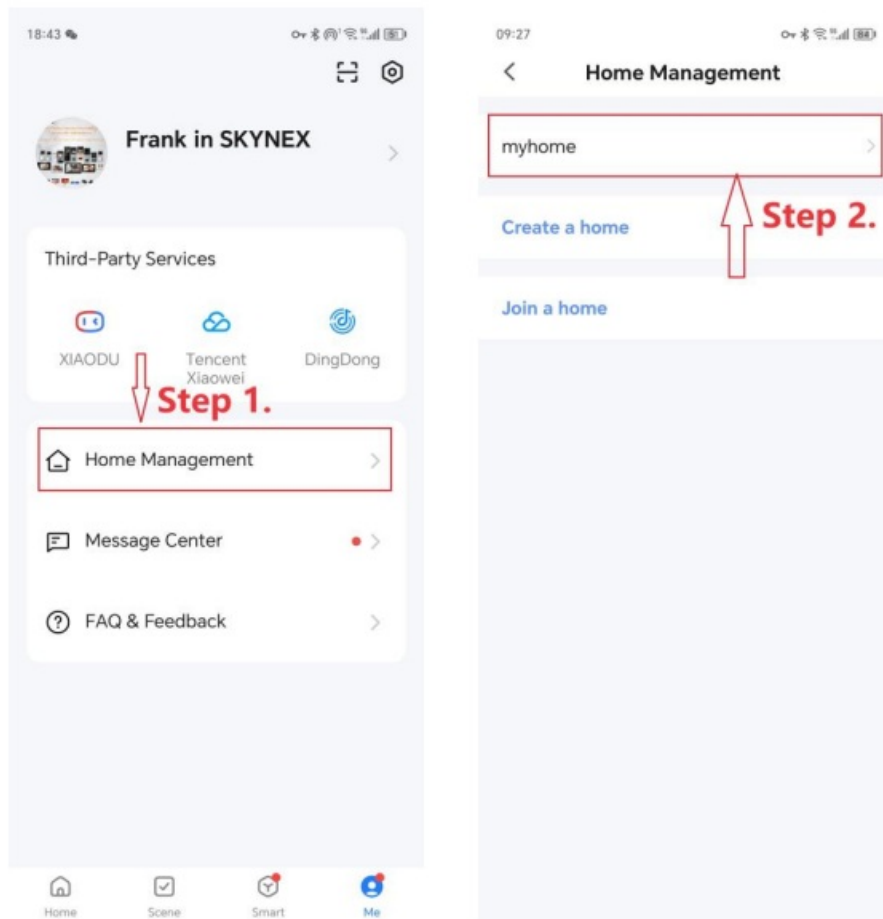 18:43
Frank in SKYNEX
Third-Party Services
XIAODU
Tencent
Xiaowei
DingDong
Step 1.
Home Management
Message Center
FAQ & Feedback
Home
Scene
Smart
Me
09:27
84
Home Management
myhome
Step 2.
Create a home
Join a home